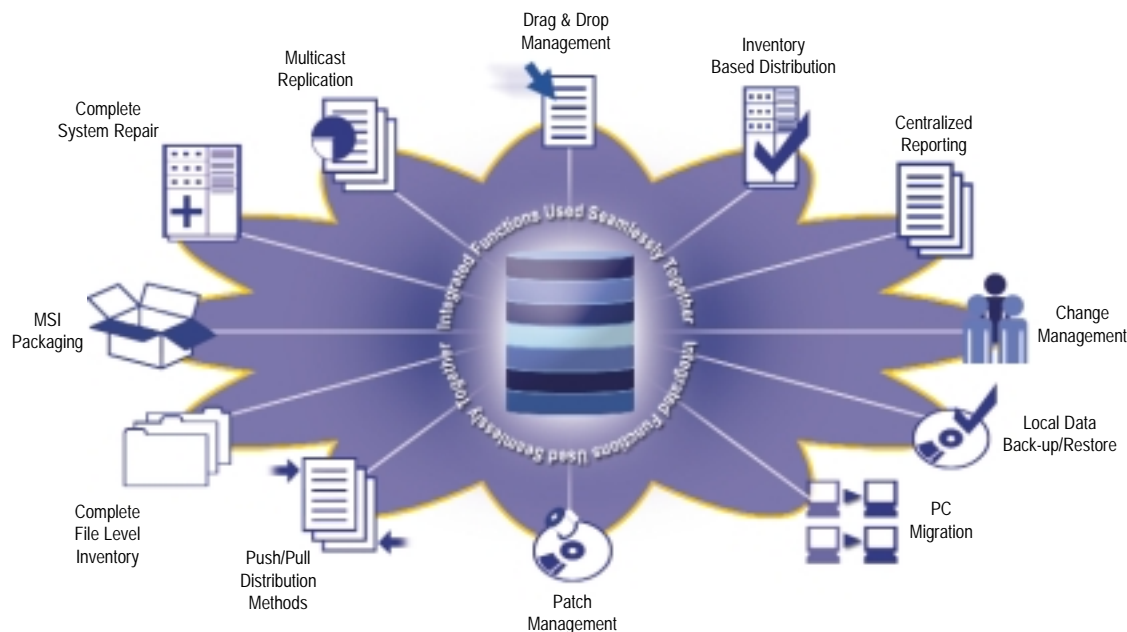 Drag & Drop
Management
Multicast
Replication
Inventory
Based Distribution
Complete
System Repair
Centralized
Reporting
Integrated Functions Used Seamlessly Together
MSI
Packaging
Change
Management
Integrated Functions Used Seamlessly Together
Local Data
Back-up/Restore
Complete
File Level
Inventory
PC
Migration
Push/Pull
Distribution
Methods
Patch
Management